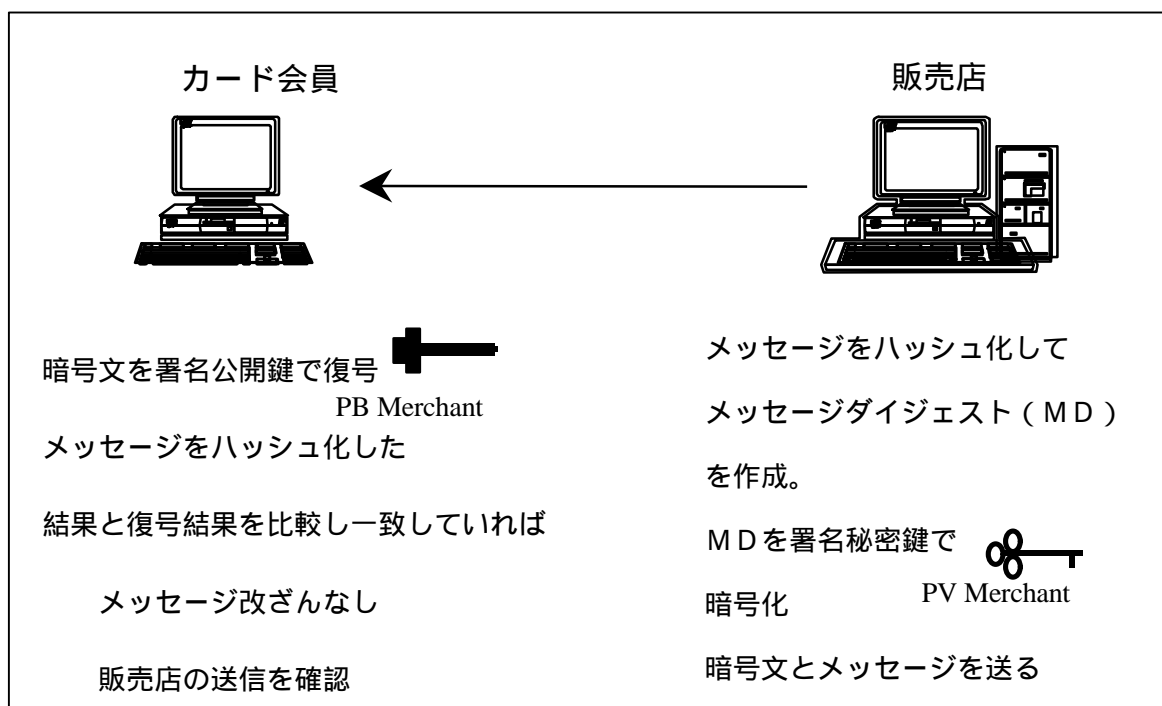 カード会員
販売店
暗号文を署名公開鍵で復号
PB Merchant
メッセージをハッシュ化した
結果と復号結果を比較し一致していれば
メッセージ改ざんなし
販売店の送信を確認
メッセージをハッシュ化して
メッセージダイジェスト(MD)
を作成。
MDを署名秘密鍵で
PV Merchant
暗号化
暗号文とメッセージを送る